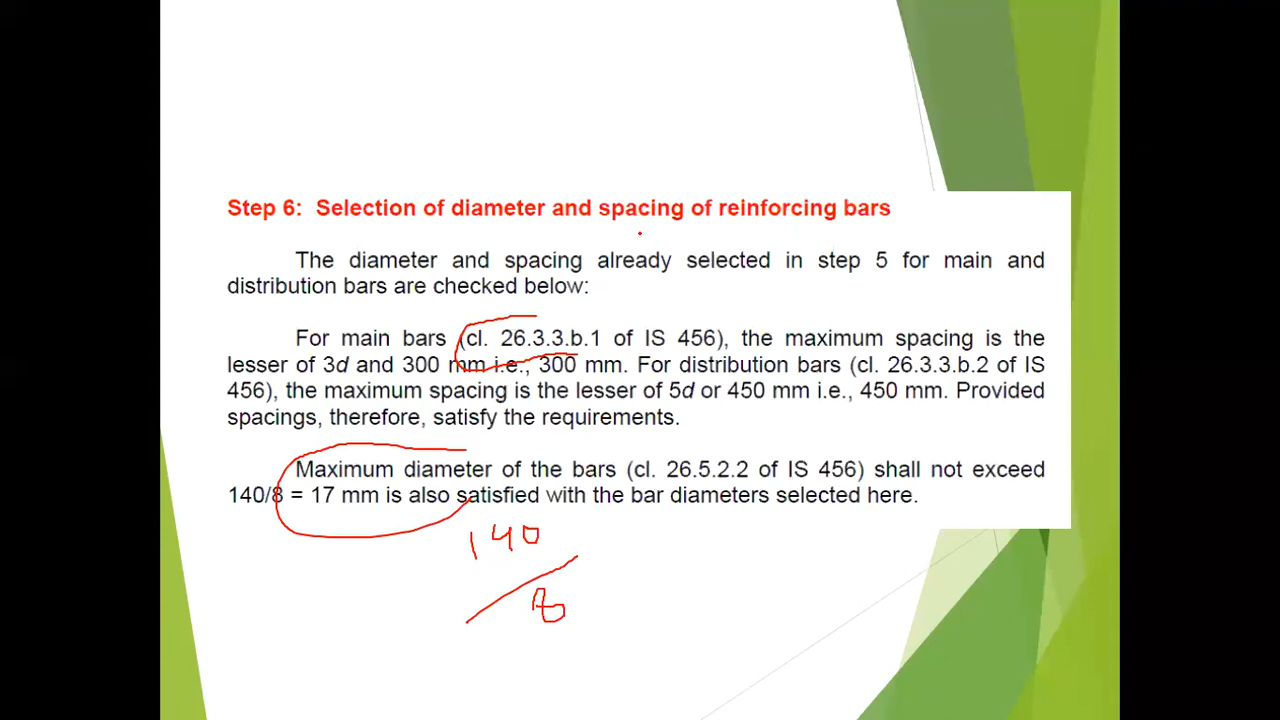 Step 6: Selection of diameter and spacing of reinforcing bars
The diameter and spacing already selected in step 5 for main and
distribution bars are checked below:
For main bars (cl. 26.3.3.b.1 of IS 456), the maximum spacing is the
lesser of 3d and 300 mm i.e., 300 mm. For distribution bars (cl. 26.3.3.b.2 of IS
456), the maximum spacing is the lesser of 5d or 450 mm i.e., 450 mm. Provided
spacings, therefore, satisfy the requirements.
Maximum diameter of the bars (cl. 26.5.2.2 of IS 456) shall not exceed
140/8 = 17 mm is also satisfied with the bar diameters selected here.
140
/
8